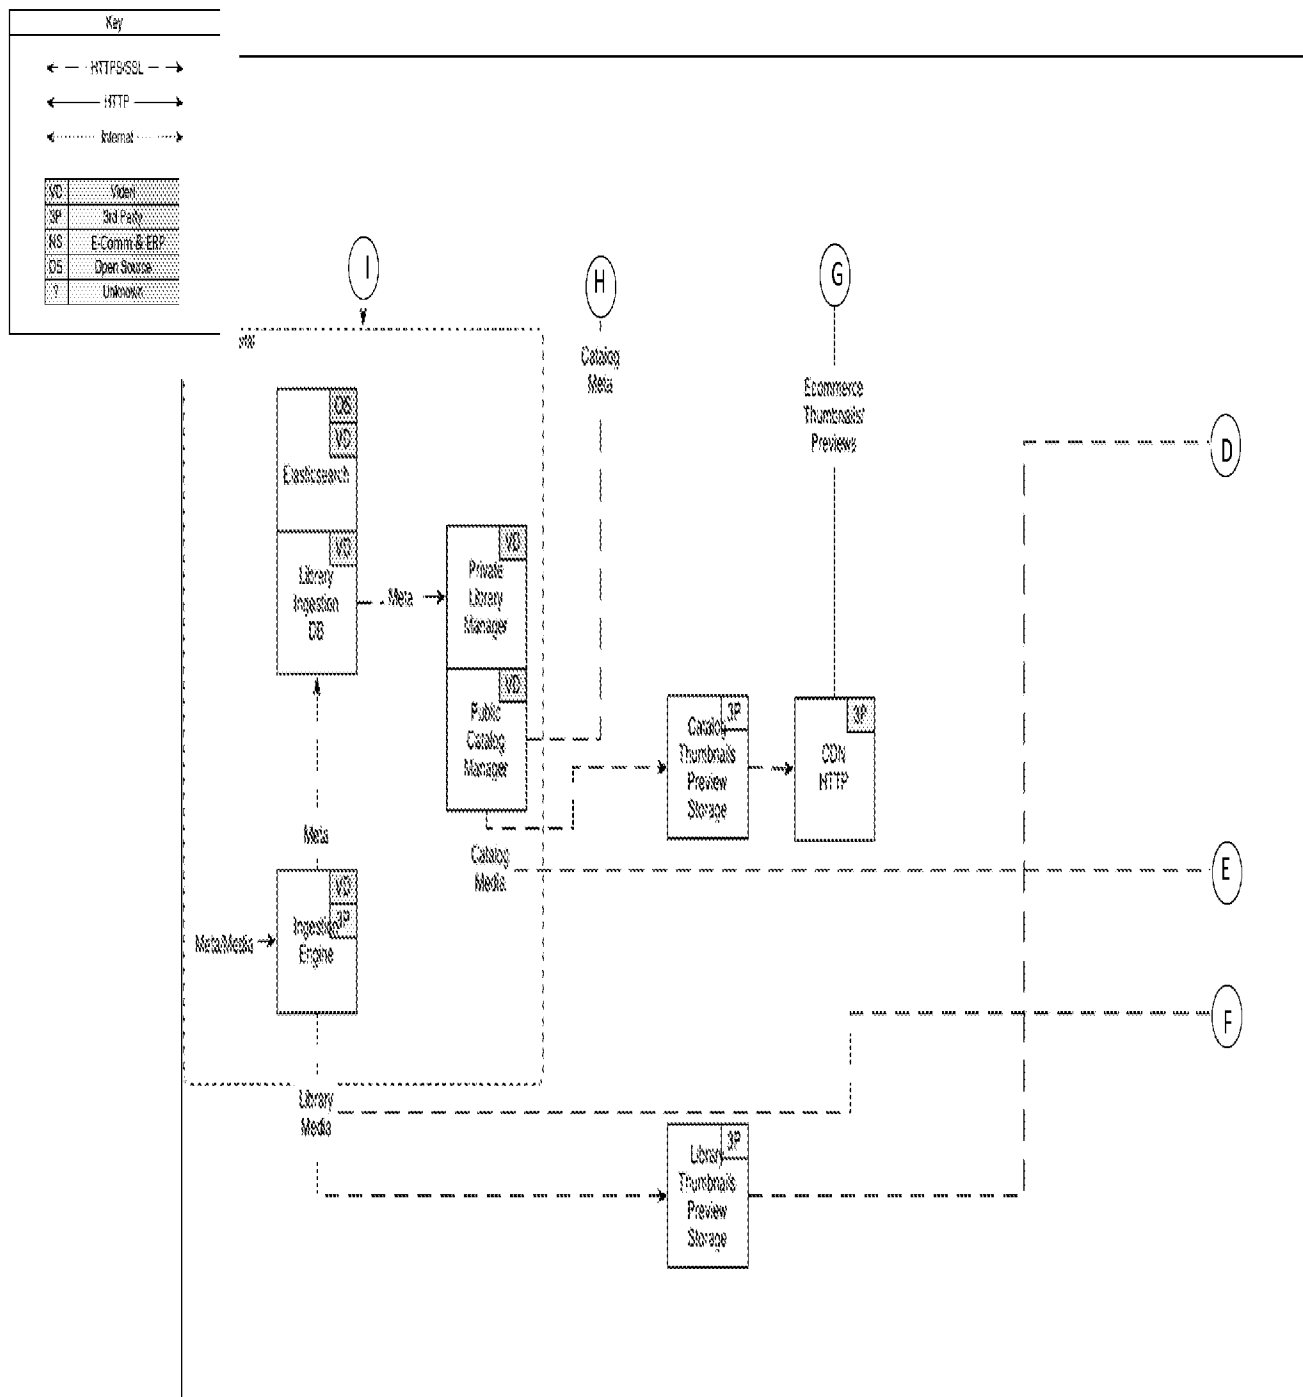 Key
HTTPS/SSL
HTTP
Internal
VD Video
3P 3rd Party
NS E-Comm & ERP
OS Open Source
? Unknown
I
H
G
Catalog
Meta
Ecommerce
Thumbnails/
Previews
D
OS
VD
Elasticsearch
VD
Library
Ingestion
DB
Meta
VD
Private
Library
Manager
VD
Public
Catalog
Manager
3P
Catalog
Thumbnails
Preview
Storage
3P
CDN
HTTP
Meta
Catalog
Media
E
VD
3P
Ingestion
Engine
Meta/Media
F
Library
Media
3P
Library
Thumbnails
Preview
Storage